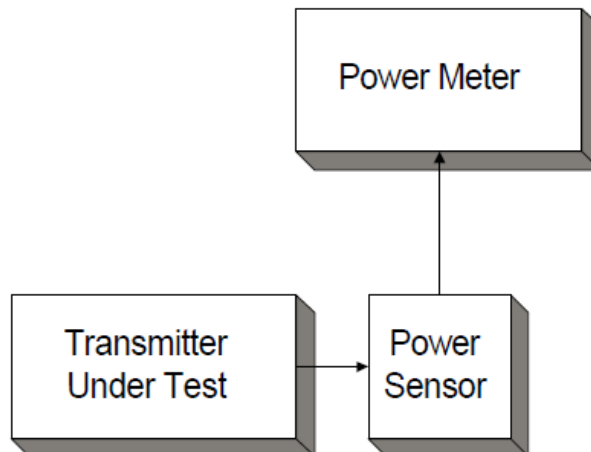 Power Meter
Transmitter
Under Test
Power
Sensor